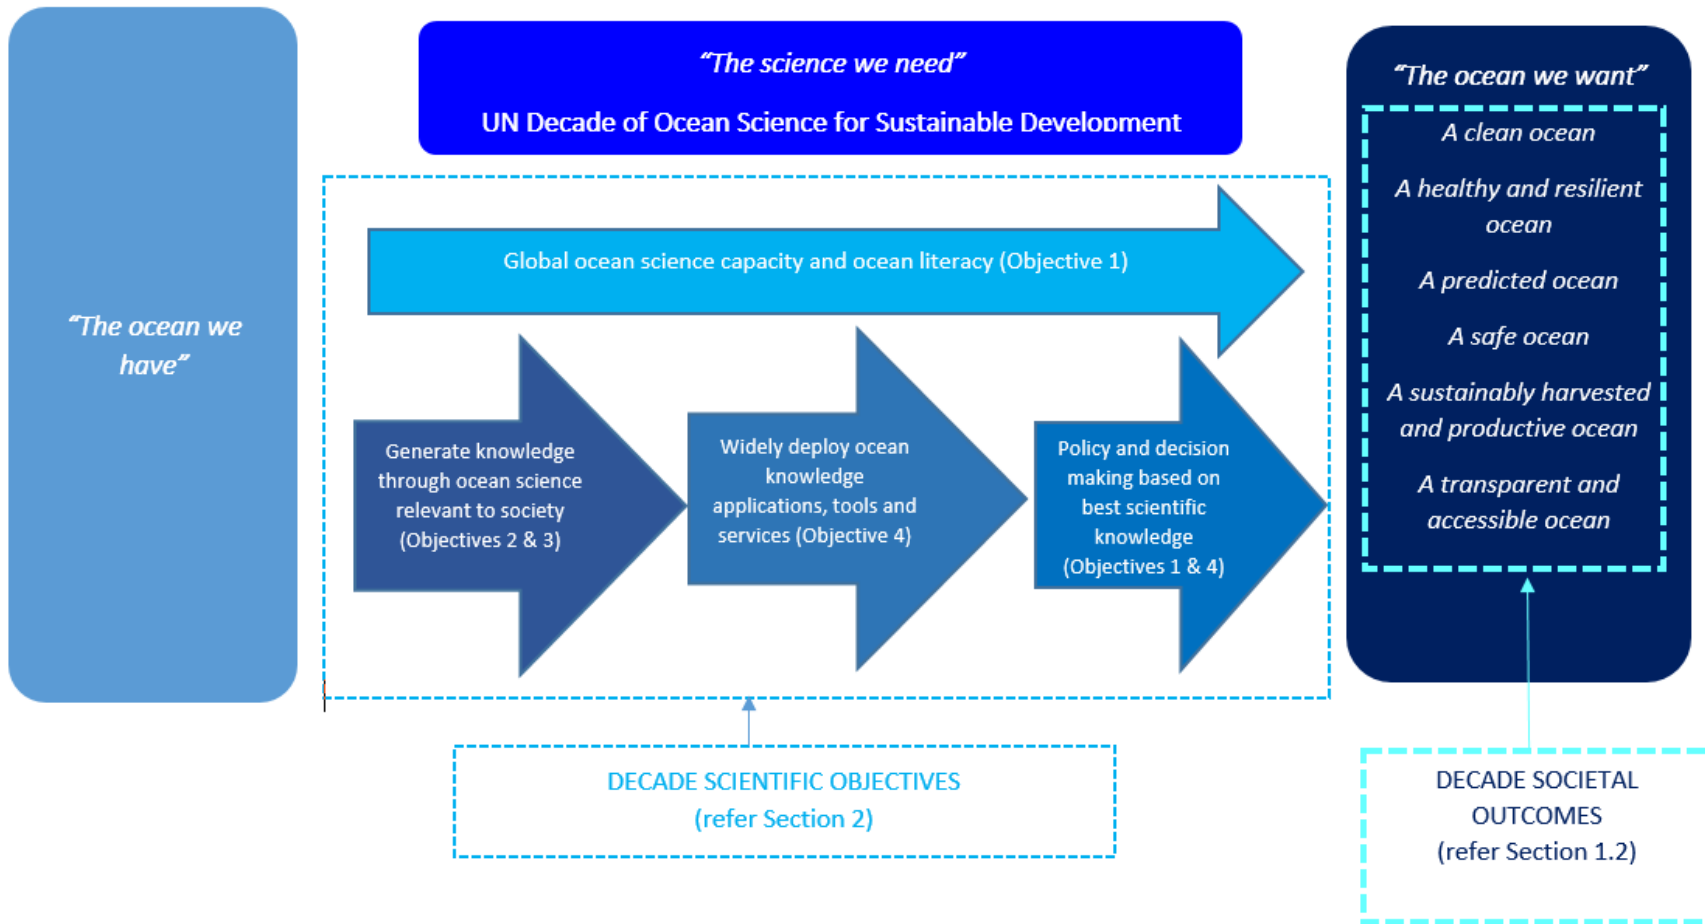 “The ocean we
have”
“The science we need”
UN Decade of Ocean Science for Sustainable Development
Global ocean science capacity and ocean literacy (Objective 1)
Generate knowledge
through ocean science
relevant to society
(Objectives 2 & 3)
Widely deploy ocean
knowledge
applications, tools and
services (Objective 4)
Policy and decision
making based on
best scientific
knowledge
(Objectives 1 & 4)
“The ocean we want”
A clean ocean
A healthy and resilient
ocean
A predicted ocean
A safe ocean
A sustainably harvested
and productive ocean
A transparent and
accessible ocean
DECADE SCIENTIFIC OBJECTIVES
(refer Section 2)
DECADE SOCIETAL
OUTCOMES
(refer Section 1.2)